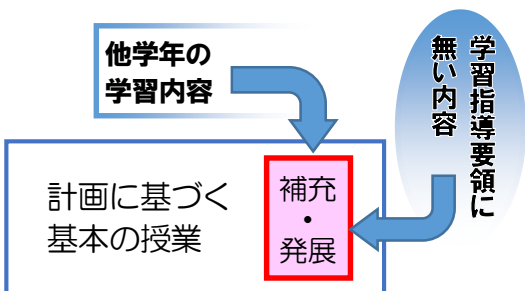 他学年の
学習内容
学習指導要領に
無い内容
計画に基づく
基本の授業
補充
・
発展